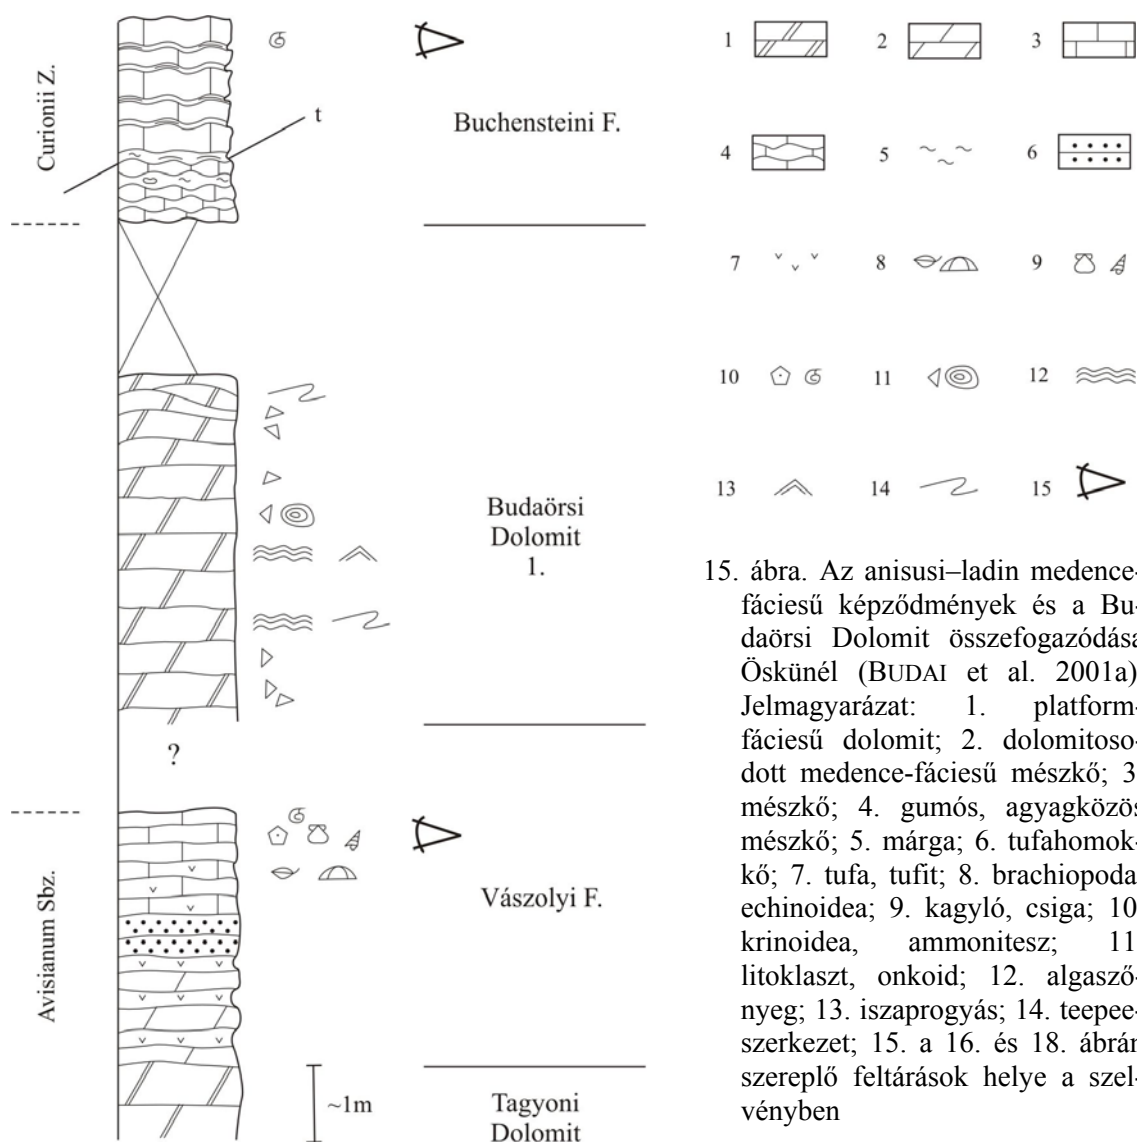 Curionii Z.
t
Buchensteini F.
Budaörsi
Dolomit
1.
?
Avisianum Sbz.
Vászolyi F.
~1m
Tagyoni
Dolomit
1 2 3
4 5 6
7 8 9
10 11 12
13 14 15
15. ábra. Az anisusi–ladin medence-
fáciesű képződmények és a Bu-
daörsi Dolomit összefogazódása
Öskünél (BUDAI et al. 2001a)
Jelmagyarázat: 1. platform-
fáciesű dolomit; 2. dolomitoso-
dott medence-fáciesű mészkő; 3
mészkő; 4. gumós, agyagközös
mészkő; 5. márga; 6. tufahomok-
kő; 7. tufa, tufit; 8. brachiopoda
echinoidea; 9. kagyló, csiga; 10
krinoidea, ammonitesz; 11
litoklaszt, onkoid; 12. algasző-
nyeg; 13. iszaprogyás; 14. teepee-
szerkezet; 15. a 16. és 18. ábrán
szereplő feltárások helye a szel-
vényben